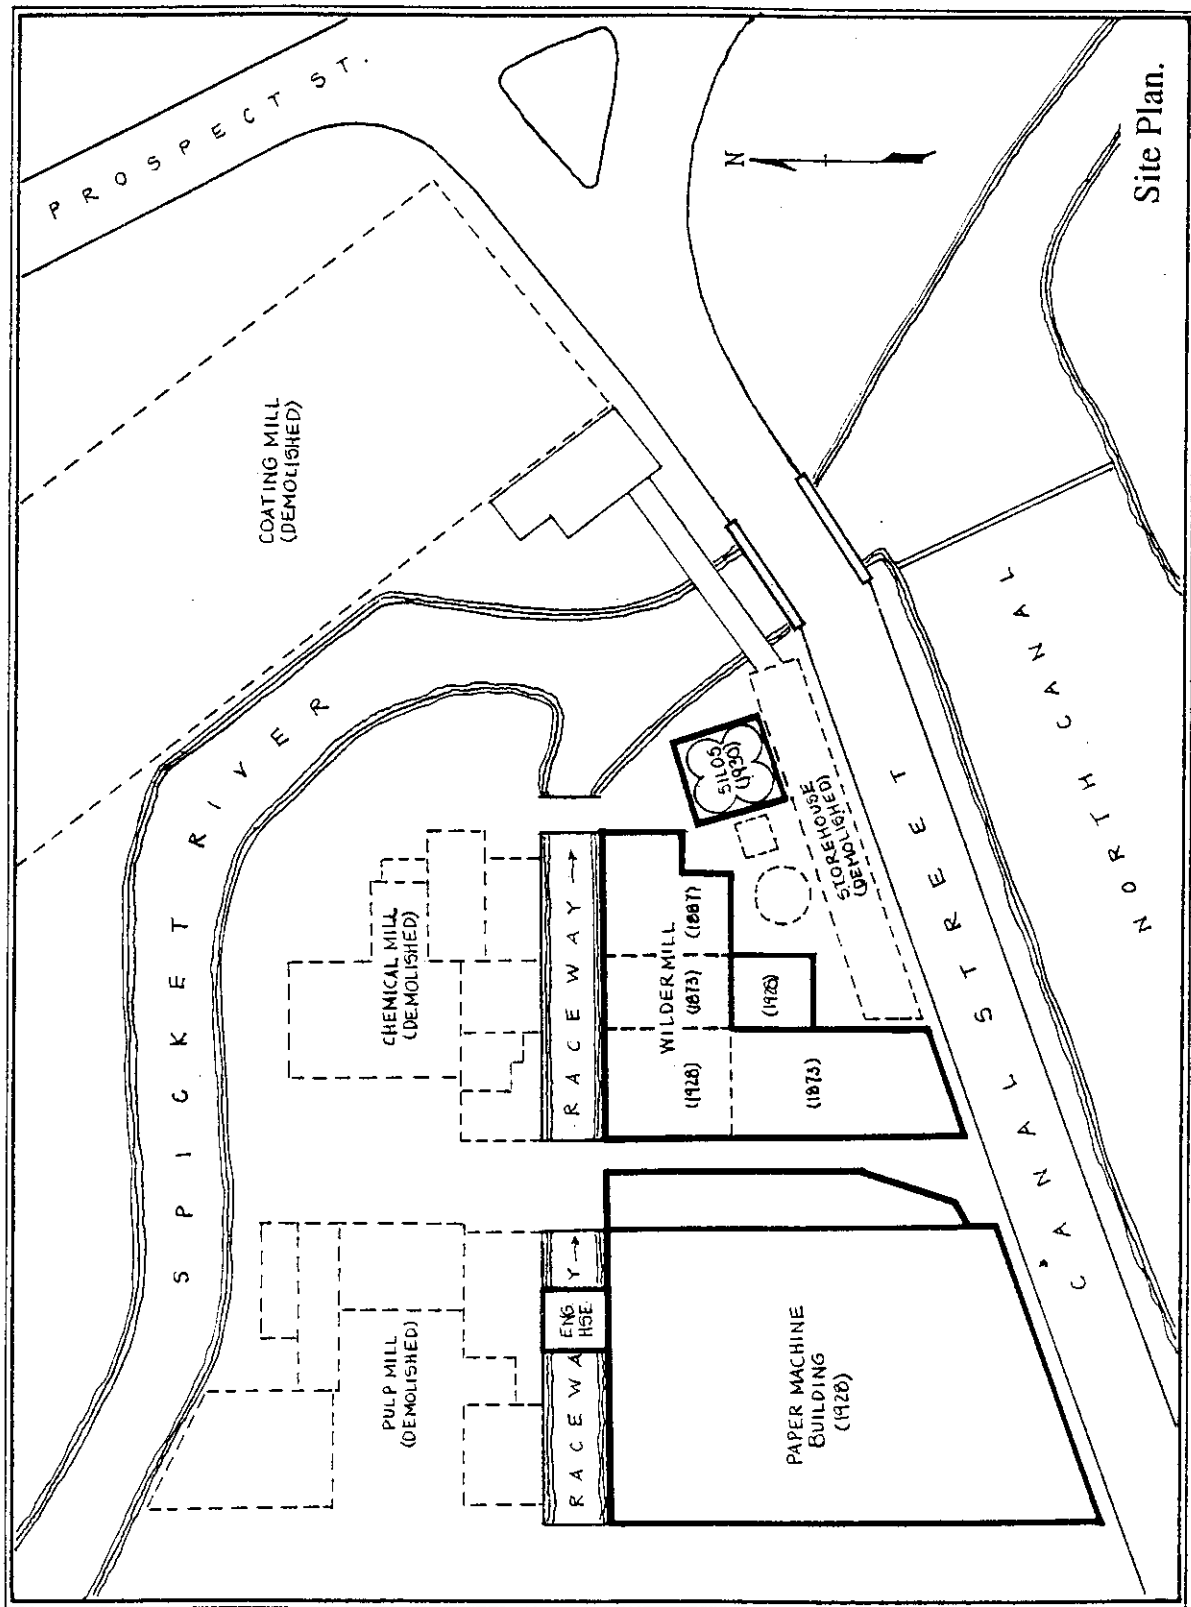 PROSPECT ST.
COATING MILL
(DEMOLISHED)
SPICKET RIVER
N
CHEMICAL MILL
(DEMOLISHED)
PULP MILL
(DEMOLISHED)
RACEWAY→
ENG
HSE.
RACEWAY→
SILOS
(1930)
WILDER MILL
(1928) (1873) (1887)
(1928)
(1873)
STOREHOUSE
(DEMOLISHED)
PAPER MACHINE
BUILDING
(1928)
CANAL STREET
NORTH CANAL
Site Plan.